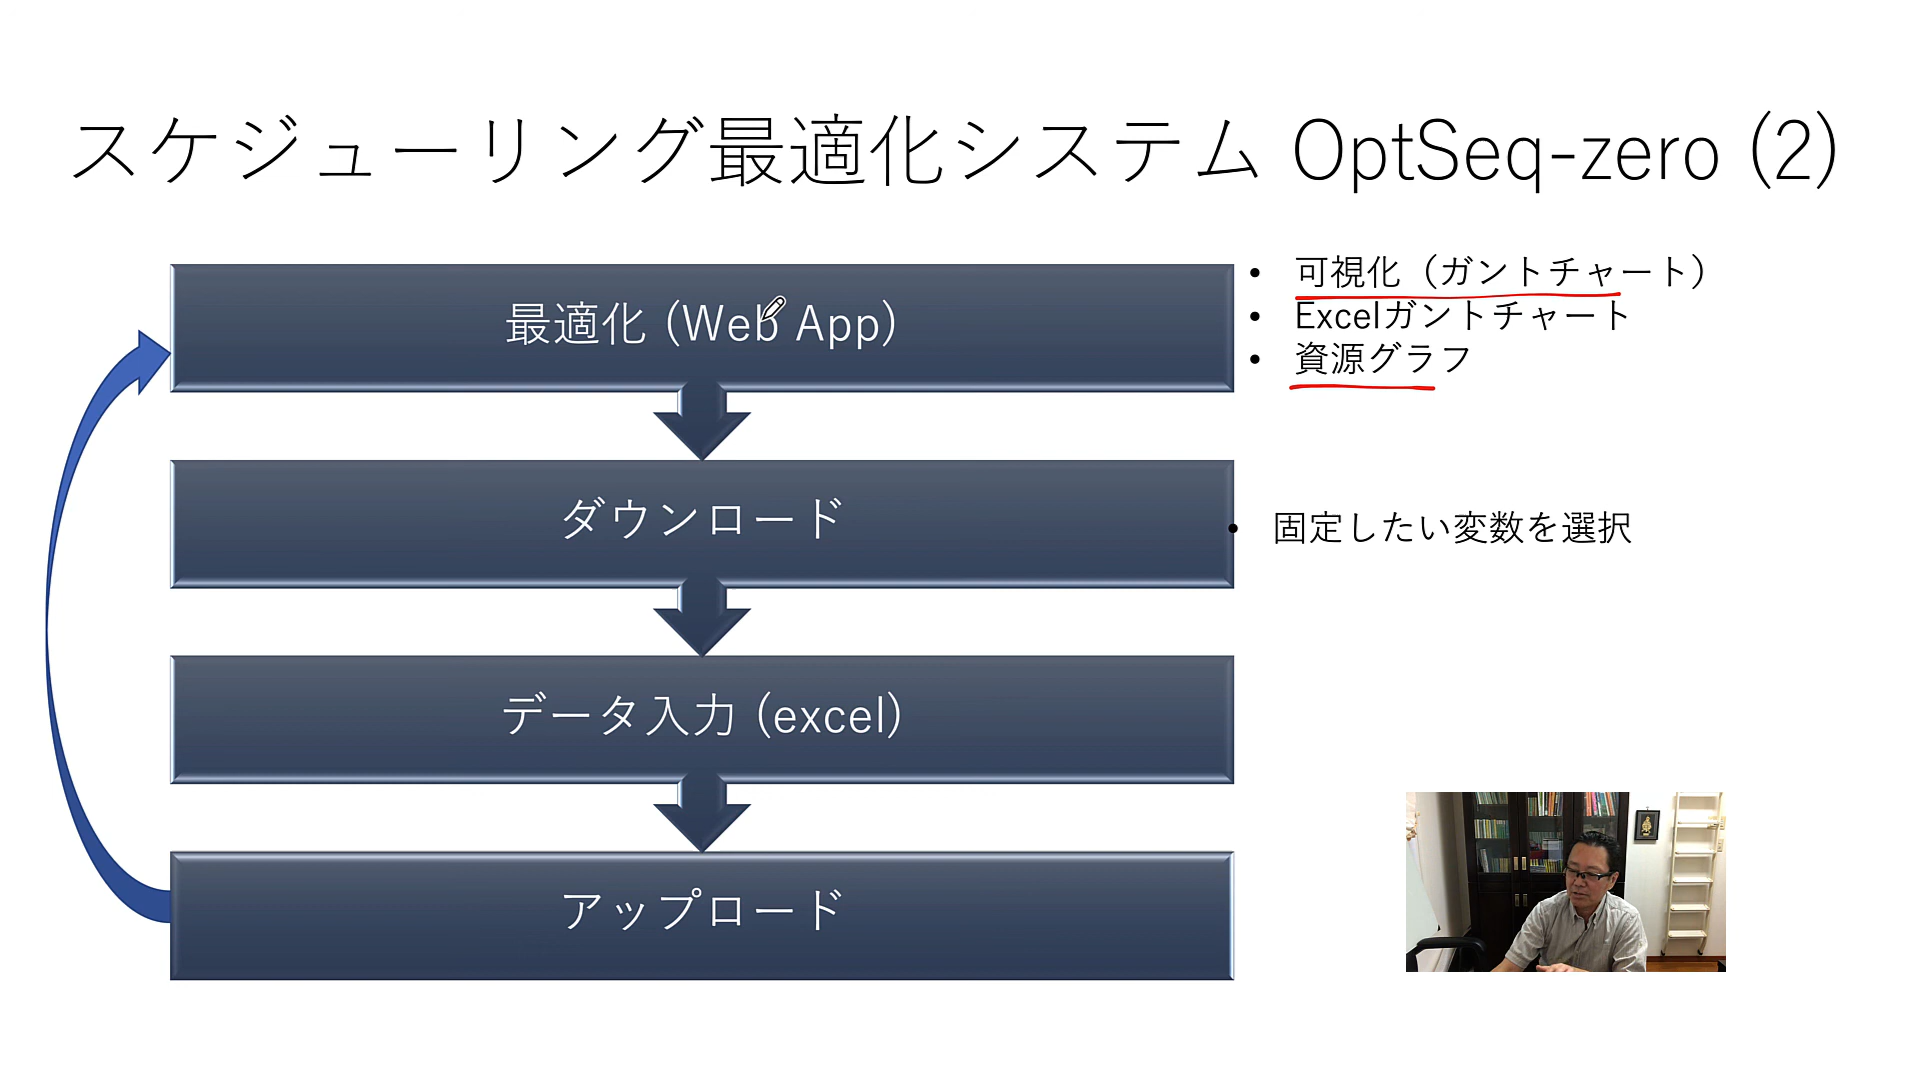 スケジューリング最適化システム OptSeq-zero (2)
最適化 (Web App)
• 可視化（ガントチャート）
• Excelガントチャート
• 資源グラフ
ダウンロード
• 固定したい変数を選択
データ入力 (excel)
アップロード